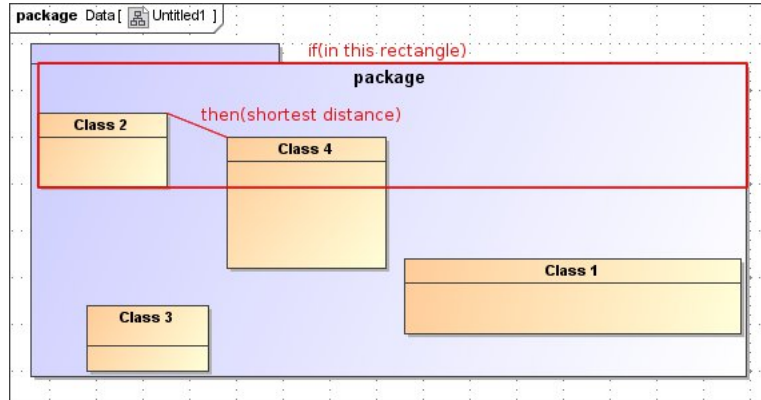 package Data [ Untitled1 ]
if(in this rectangle)
package
then(shortest distance)
Class 2
Class 4
Class 1
Class 3